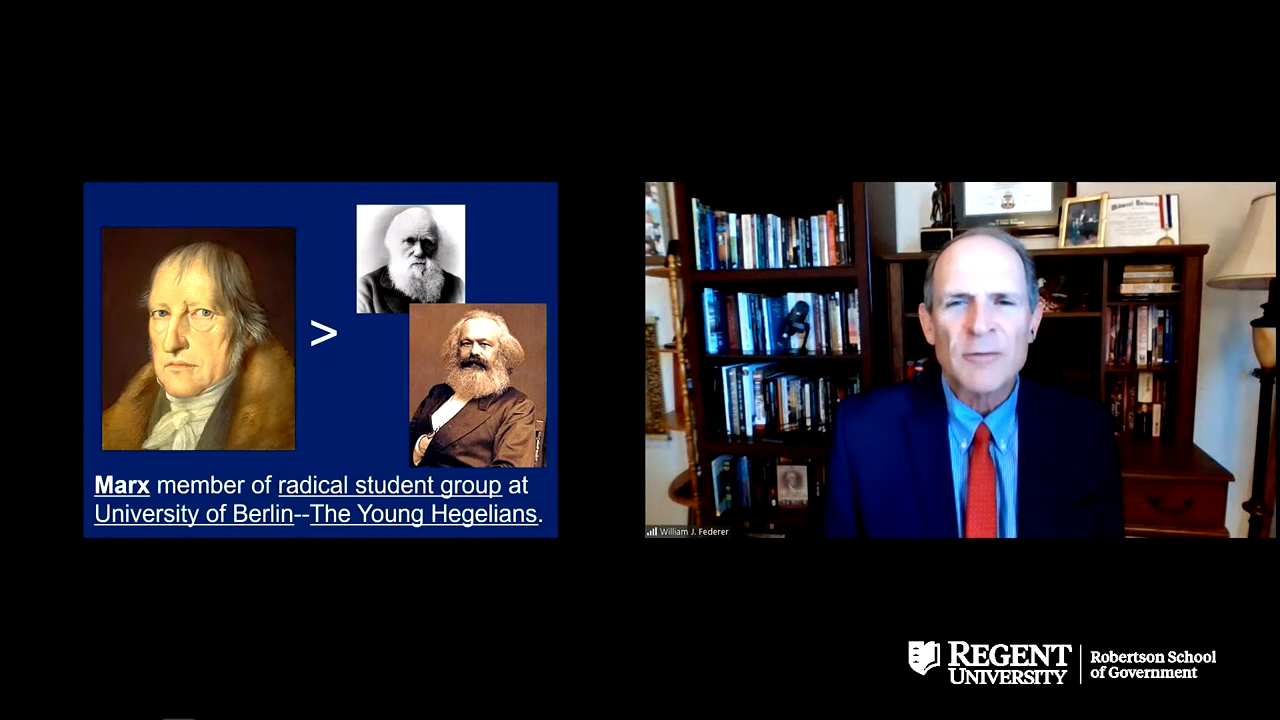 >
Marx member of radical student group at
University of Berlin--The Young Hegelians.
William J. Federer
REGENT
UNIVERSITY
Robertson School
of Government